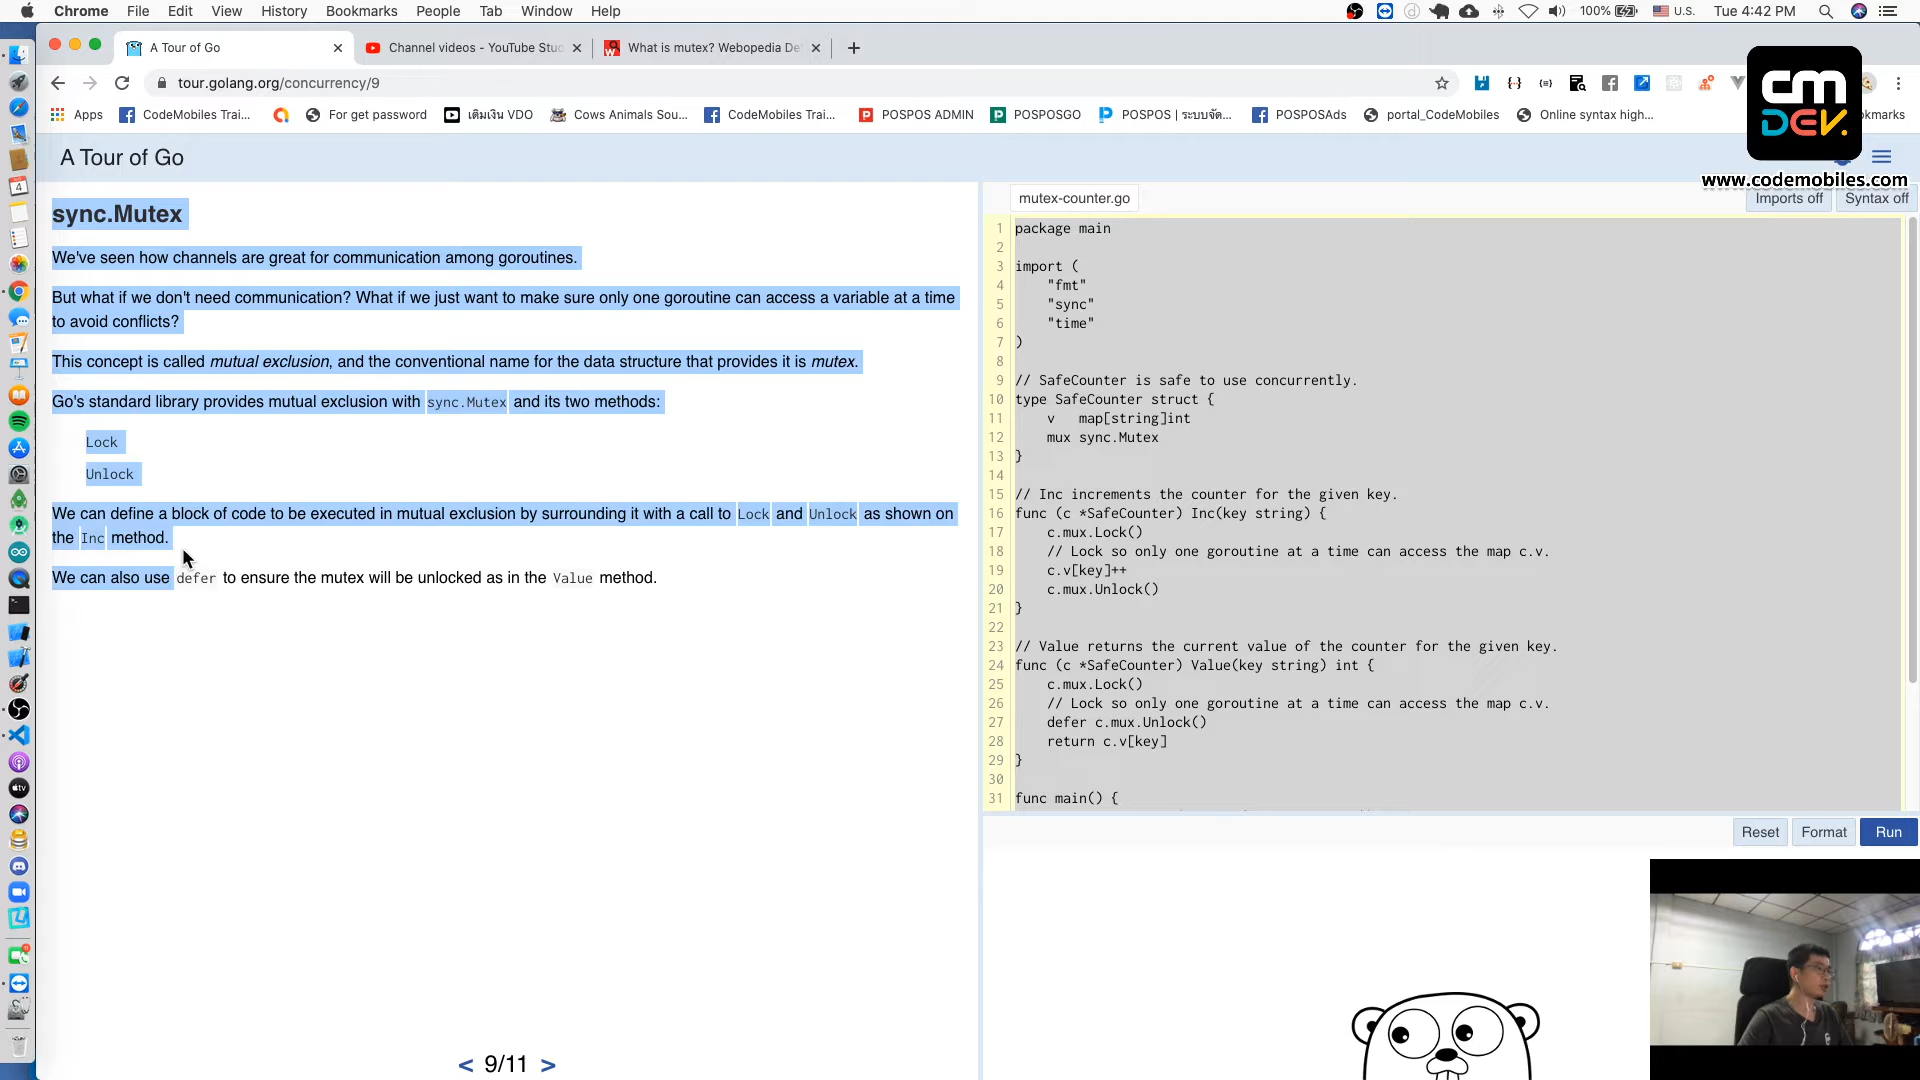 Chrome File Edit View History Bookmarks People Tab Window Help
100% U.S. Tue 4:42 PM
A Tour of Go
Channel videos - YouTube Stud
What is mutex? Webopedia De
tour.golang.org/concurrency/9
Apps
CodeMobiles Trai...
For get password
เติมเงิน VDO
Cows Animals Sou...
CodeMobiles Trai...
POSPOS ADMIN
POSPOSGO
POSPOS | ระบบจัด...
POSPOSAds
portal_CodeMobiles
Online syntax high...
kmarks
cm
DEV.
www.codemobiles.com
A Tour of Go
sync.Mutex
We've seen how channels are great for communication among goroutines.
But what if we don't need communication? What if we just want to make sure only one goroutine can access a variable at a time
to avoid conflicts?
This concept is called mutual exclusion, and the conventional name for the data structure that provides it is mutex.
Go's standard library provides mutual exclusion with sync.Mutex and its two methods:
Lock
Unlock
We can define a block of code to be executed in mutual exclusion by surrounding it with a call to Lock and Unlock as shown on
the Inc method.
We can also use defer to ensure the mutex will be unlocked as in the Value method.
< 9/11 >
mutex-counter.go
Imports off
Syntax off
1 package main
2
3 import (
4 "fmt"
5 "sync"
6 "time"
7 )
8
9 // SafeCounter is safe to use concurrently.
10 type SafeCounter struct {
11 v map[string]int
12 mux sync.Mutex
13 }
14
15 // Inc increments the counter for the given key.
16 func (c *SafeCounter) Inc(key string) {
17 c.mux.Lock()
18 // Lock so only one goroutine at a time can access the map c.v.
19 c.v[key]++
20 c.mux.Unlock()
21 }
22
23 // Value returns the current value of the counter for the given key.
24 func (c *SafeCounter) Value(key string) int {
25 c.mux.Lock()
26 // Lock so only one goroutine at a time can access the map c.v.
27 defer c.mux.Unlock()
28 return c.v[key]
29 }
30
31 func main() {
Reset
Format
Run